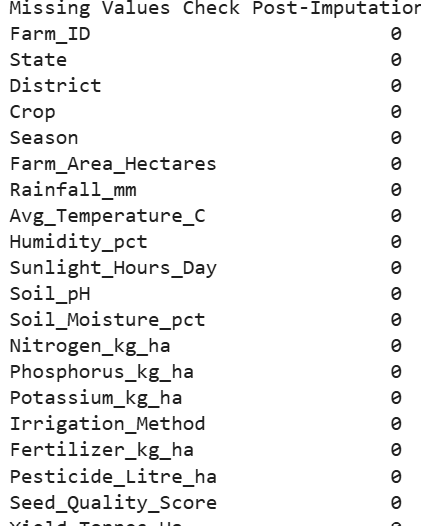 Missing Values Check Post-Imputation
Farm_ID 0
State 0
District 0
Crop 0
Season 0
Farm_Area_Hectares 0
Rainfall_mm 0
Avg_Temperature_C 0
Humidity_pct 0
Sunlight_Hours_Day 0
Soil_pH 0
Soil_Moisture_pct 0
Nitrogen_kg_ha 0
Phosphorus_kg_ha 0
Potassium_kg_ha 0
Irrigation_Method 0
Fertilizer_kg_ha 0
Pesticide_Litre_ha 0
Seed_Quality_Score 0